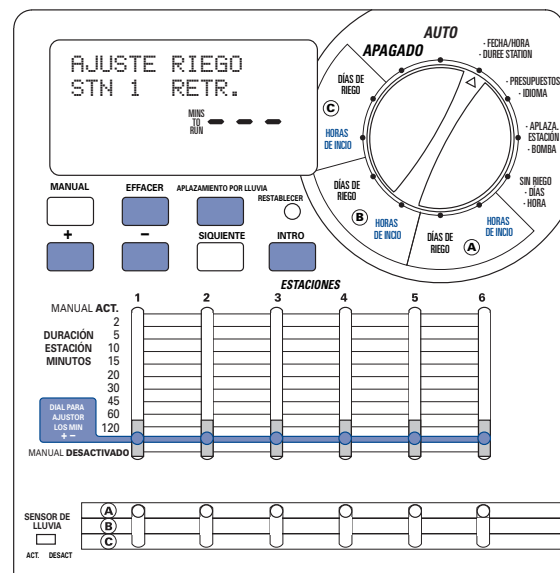 AJUSTE RIEGO
STN 1 RETR.
MINS
TO
RUN
AUTO
APAGADO
- FECHA/HORA
- DUREE STATION
- PRESUPUESTOS
- IDIOMA
- APLAZA.
ESTACIÓN
- BOMBA
SIN RIEGO
- DÍAS
- HORA
DÍAS DE
RIEGO
C
HORAS
DE INCIO
DÍAS DE
RIEGO
B
HORAS
DE INCIO
DÍAS DE
RIEGO
A
HORAS
DE INCIO
MANUAL
EFFACER
APLAZAMIENTO POR LLUVIA
RESTABLECER
+
−
SIQUIENTE
INTRO
ESTACIONES
1 2 3 4 5 6
MANUAL ACT.
DURACIÓN
ESTACIÓN
MINUTOS
2
5
10
15
20
30
45
60
120
DIAL PARA
AJUSTOR
LOS MIN
+ −
MANUAL DESACTIVADO
SENSOR DE
LLUVIA
ACT. DESACT
A
B
C